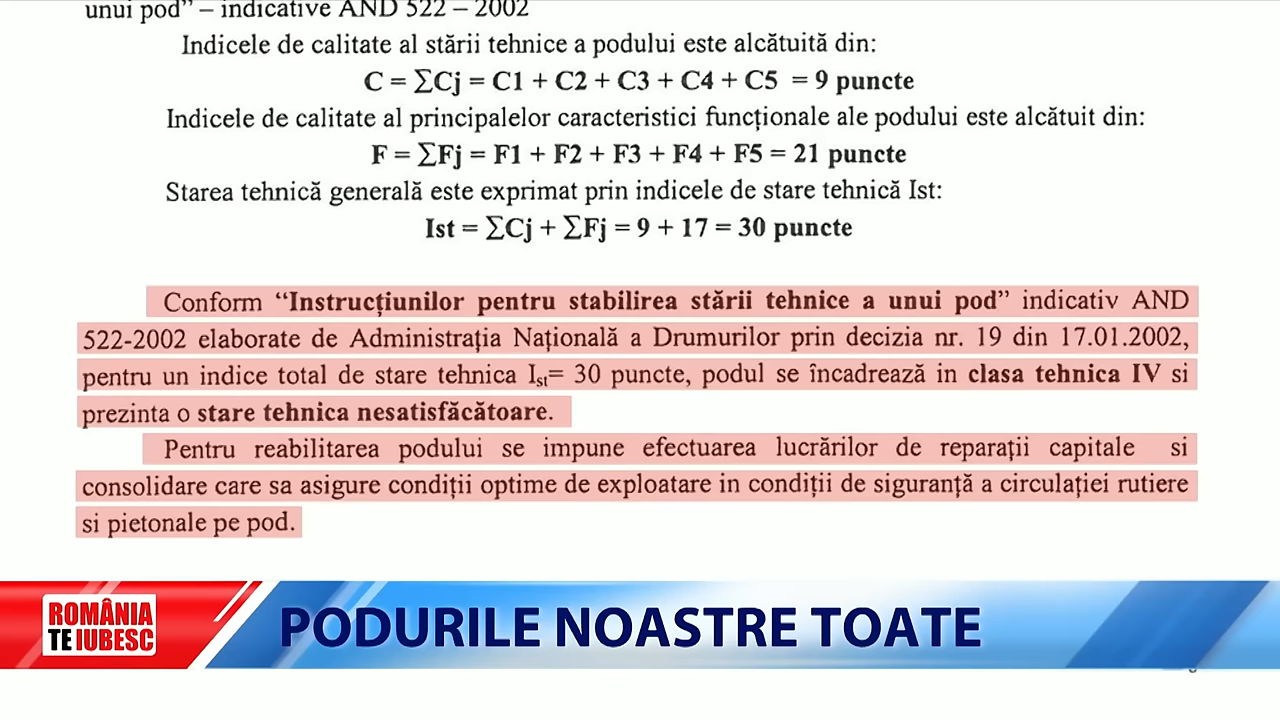 unui pod” – indicative AND 522 – 2002
Indicele de calitate al stării tehnice a podului este alcătuită din:
C = ∑Cj = C1 + C2 + C3 + C4 + C5 = 9 puncte
Indicele de calitate al principalelor caracteristici funcționale ale podului este alcătuit din:
F = ∑Fj = F1 + F2 + F3 + F4 + F5 = 21 puncte
Starea tehnică generală este exprimat prin indicele de stare tehnică Ist:
Ist = ∑Cj + ∑Fj = 9 + 17 = 30 puncte
Conform “Instrucțiunilor pentru stabilirea stării tehnice a unui pod” indicativ AND
522-2002 elaborate de Administrația Națională a Drumurilor prin decizia nr. 19 din 17.01.2002,
pentru un indice total de stare tehnica Ist= 30 puncte, podul se încadrează in clasa tehnica IV si
prezinta o stare tehnica nesatisfăcătoare.
Pentru reabilitarea podului se impune efectuarea lucrărilor de reparații capitale si
consolidare care sa asigure condiții optime de exploatare in condiții de siguranță a circulației rutiere
si pietonale pe pod.
ROMÂNIA
TE IUBESC
PODURILE NOASTRE TOATE